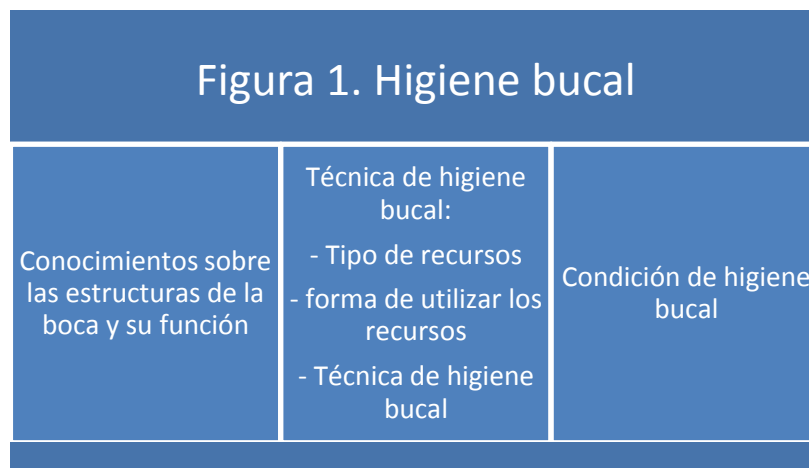 Figura 1. Higiene bucal
Conocimientos sobre
las estructuras de la
boca y su función
Técnica de higiene
bucal:
- Tipo de recursos
- forma de utilizar los
recursos
- Técnica de higiene
bucal
Condición de higiene
bucal